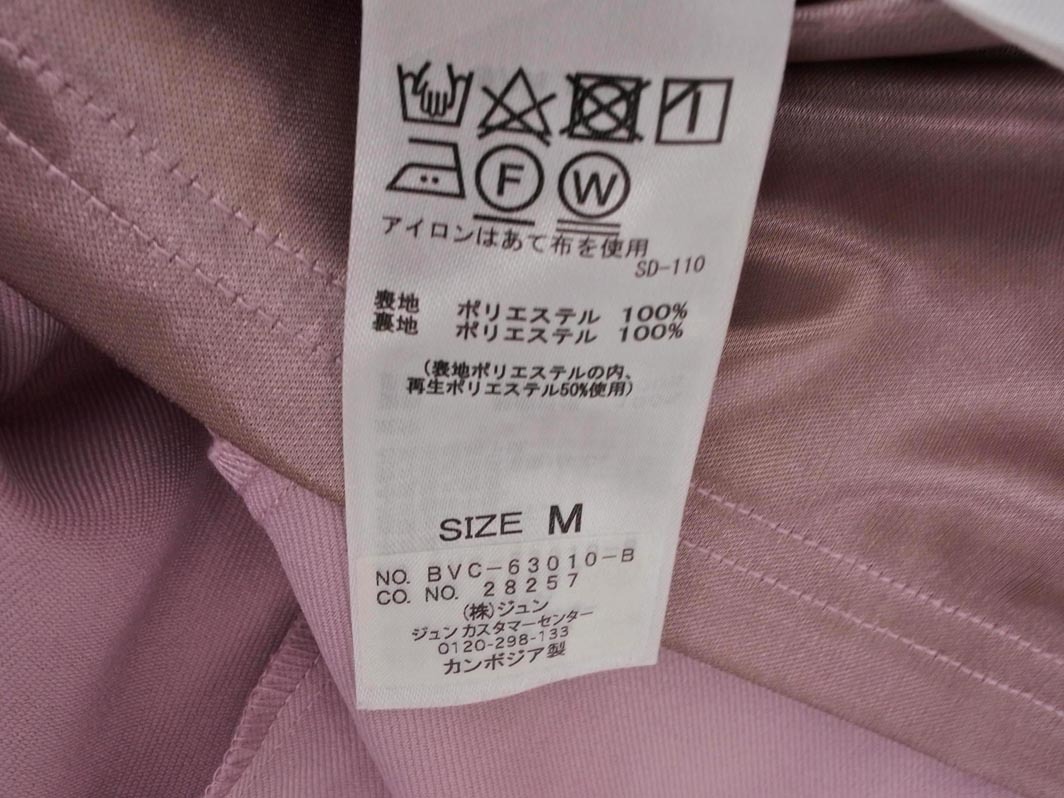 F W
アイロンはあて布を使用
SD-110
表地 ポリエステル 100%
裏地 ポリエステル 100%
(表地ポリエステルの内、
再生ポリエステル50%使用)
SIZE M
NO. BVC-63010-B
CO. NO. 28257
(株)ジュン
ジュン カスタマーセンター
0120-298-133
カンボジア製